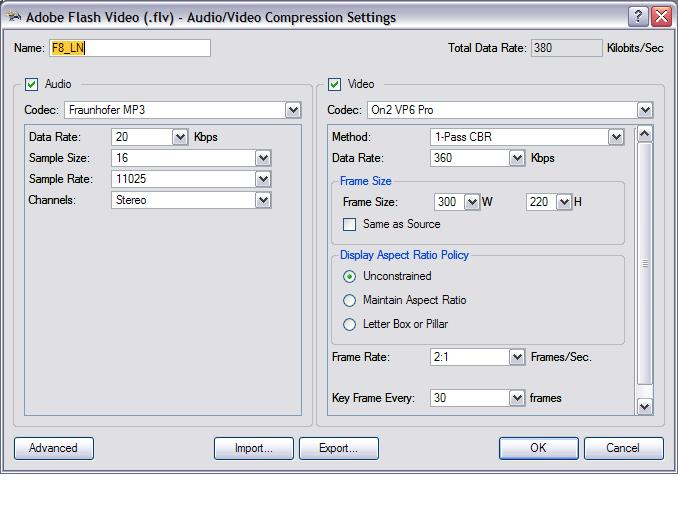 Adobe Flash Video (.flv) - Audio/Video Compression Settings
Name: F8_LN Total Data Rate: 380 Kilobits/Sec
Audio
Codec: Fraunhofer MP3
Data Rate: 20 Kbps
Sample Size: 16
Sample Rate: 11025
Channels: Stereo
Video
Codec: On2 VP6 Pro
Method: 1-Pass CBR
Data Rate: 360 Kbps
Frame Size
Frame Size: 300 W 220 H
Same as Source
Display Aspect Ratio Policy
Unconstrained
Maintain Aspect Ratio
Letter Box or Pillar
Frame Rate: 2:1 Frames/Sec.
Key Frame Every: 30 frames
Advanced Import... Export... OK Cancel